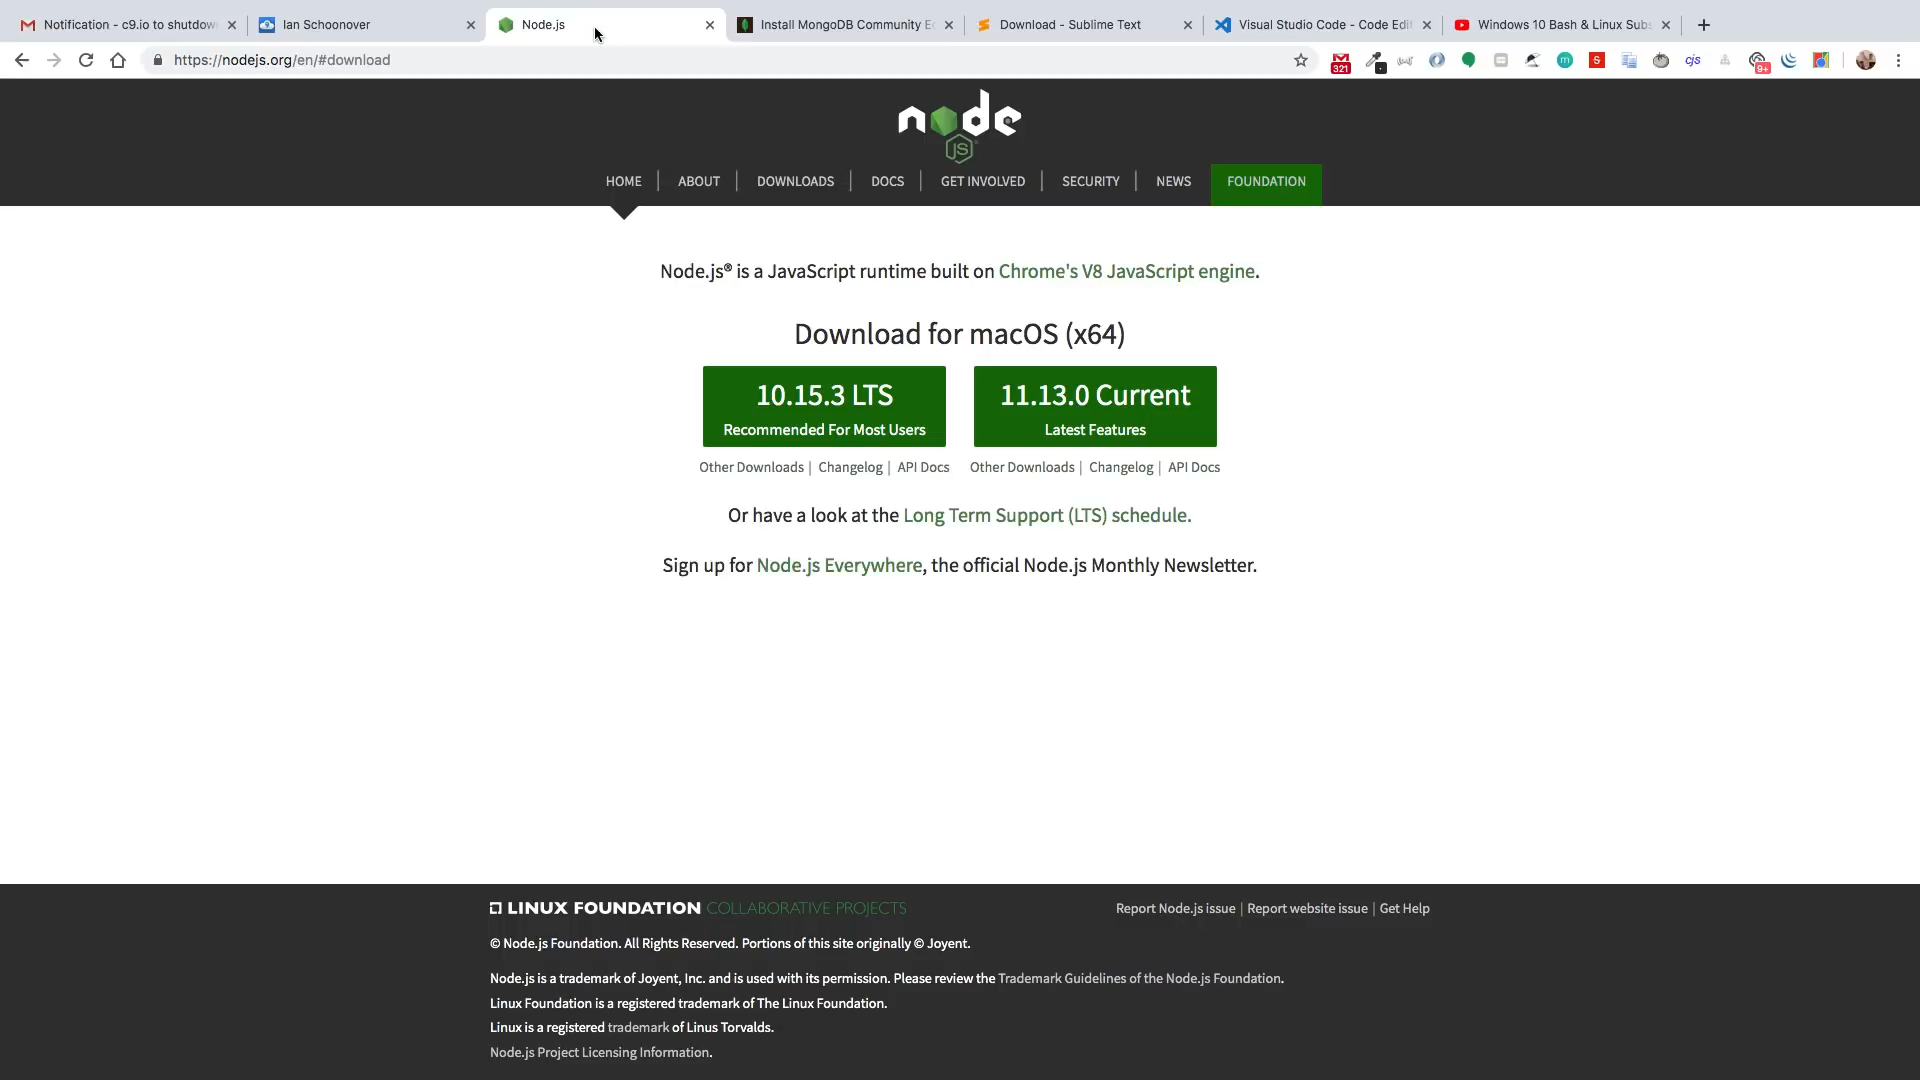 Notification - c9.io to shutdow
Ian Schoonover
Node.js
Install MongoDB Community E
Download - Sublime Text
Visual Studio Code - Code Edi
Windows 10 Bash & Linux Subs
https://nodejs.org/en/#download
321
S
m
cjs
9+
node
JS
HOME
ABOUT
DOWNLOADS
DOCS
GET INVOLVED
SECURITY
NEWS
FOUNDATION
Node.js® is a JavaScript runtime built on Chrome's V8 JavaScript engine.
Download for macOS (x64)
10.15.3 LTS
Recommended For Most Users
11.13.0 Current
Latest Features
Other Downloads | Changelog | API Docs
Other Downloads | Changelog | API Docs
Or have a look at the Long Term Support (LTS) schedule.
Sign up for Node.js Everywhere, the official Node.js Monthly Newsletter.
LINUX FOUNDATION COLLABORATIVE PROJECTS
Report Node.js issue | Report website issue | Get Help
© Node.js Foundation. All Rights Reserved. Portions of this site originally © Joyent.
Node.js is a trademark of Joyent, Inc. and is used with its permission. Please review the Trademark Guidelines of the Node.js Foundation.
Linux Foundation is a registered trademark of The Linux Foundation.
Linux is a registered trademark of Linus Torvalds.
Node.js Project Licensing Information.